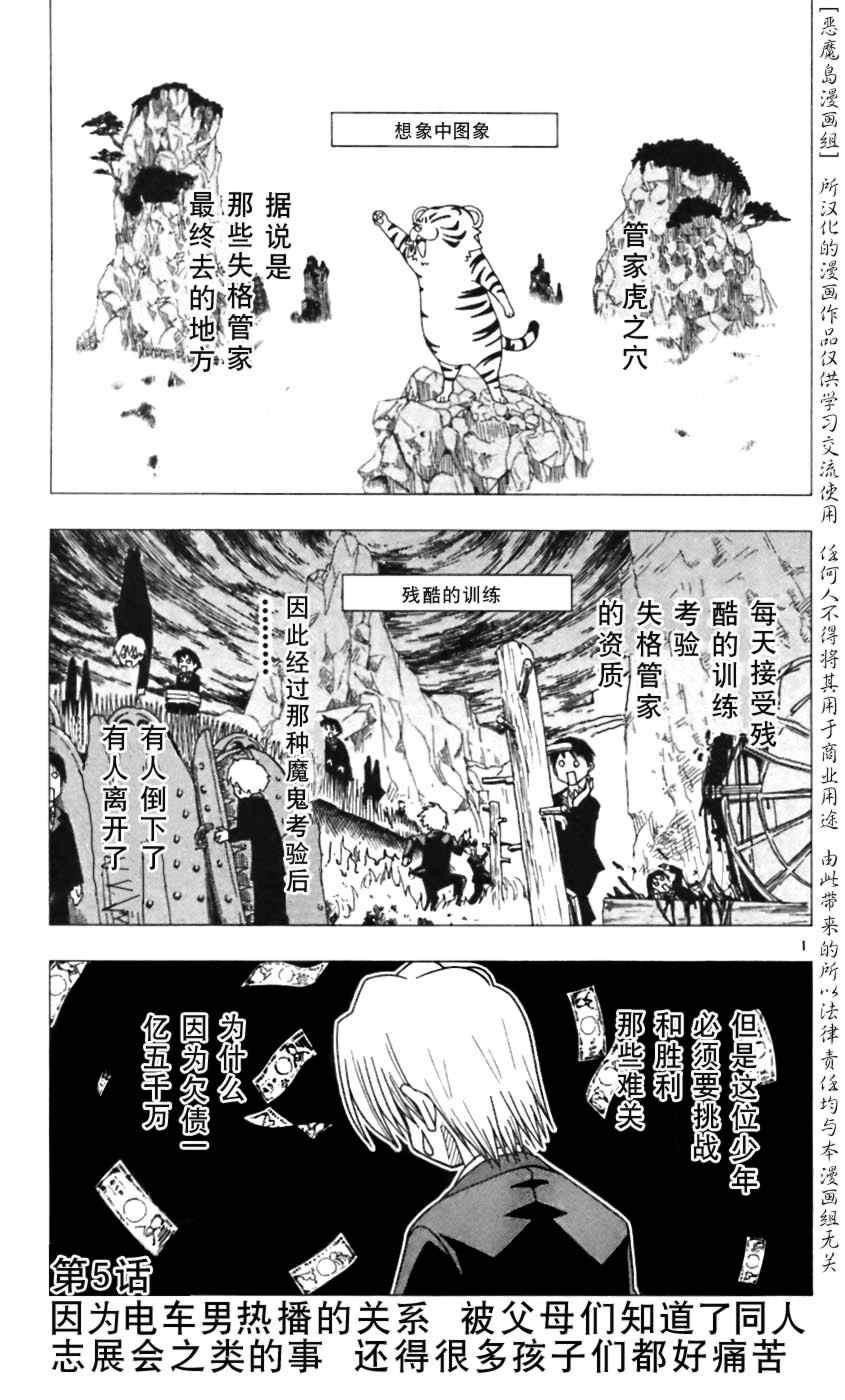 想象中图象
管家虎之穴
据说是
那些失格管家
最终去的地方
残酷的训练
每天接受残
酷的训练
考验
失格管家
的资质
因此经过那种魔鬼考验后
………
有人倒下了
有人离开了
1
但是这位少年
必须要挑战
和胜利
那些难关
为什么
因为欠债一
亿五千万
第5话
因为电车男热播的关系 被父母们知道了同人
志展会之类的事 还得很多孩子们都好痛苦
[恶魔岛漫画组] 所汉化的漫画作品仅供学习交流使用 任何人不得将其用于商业用途 由此带来的所以法律责任均与本漫画组无关